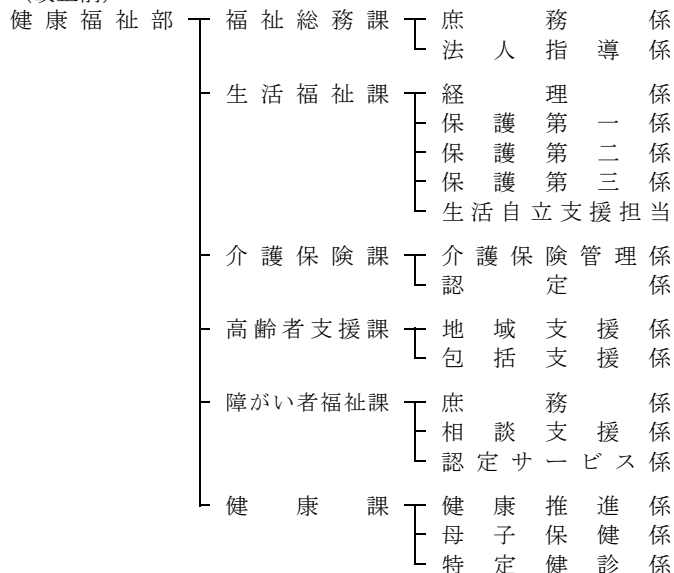 健康福祉部 福祉総務課 庶務係
法人指導係
生活福祉課 経理係
保護第一係
保護第二係
保護第三係
生活自立支援担当
介護保険課 介護保険管理係
認定係
高齢者支援課 地域支援係
包括支援係
障がい者福祉課 庶務係
相談支援係
認定サービス係
健康課 健康推進係
母子保健係
特定健診係